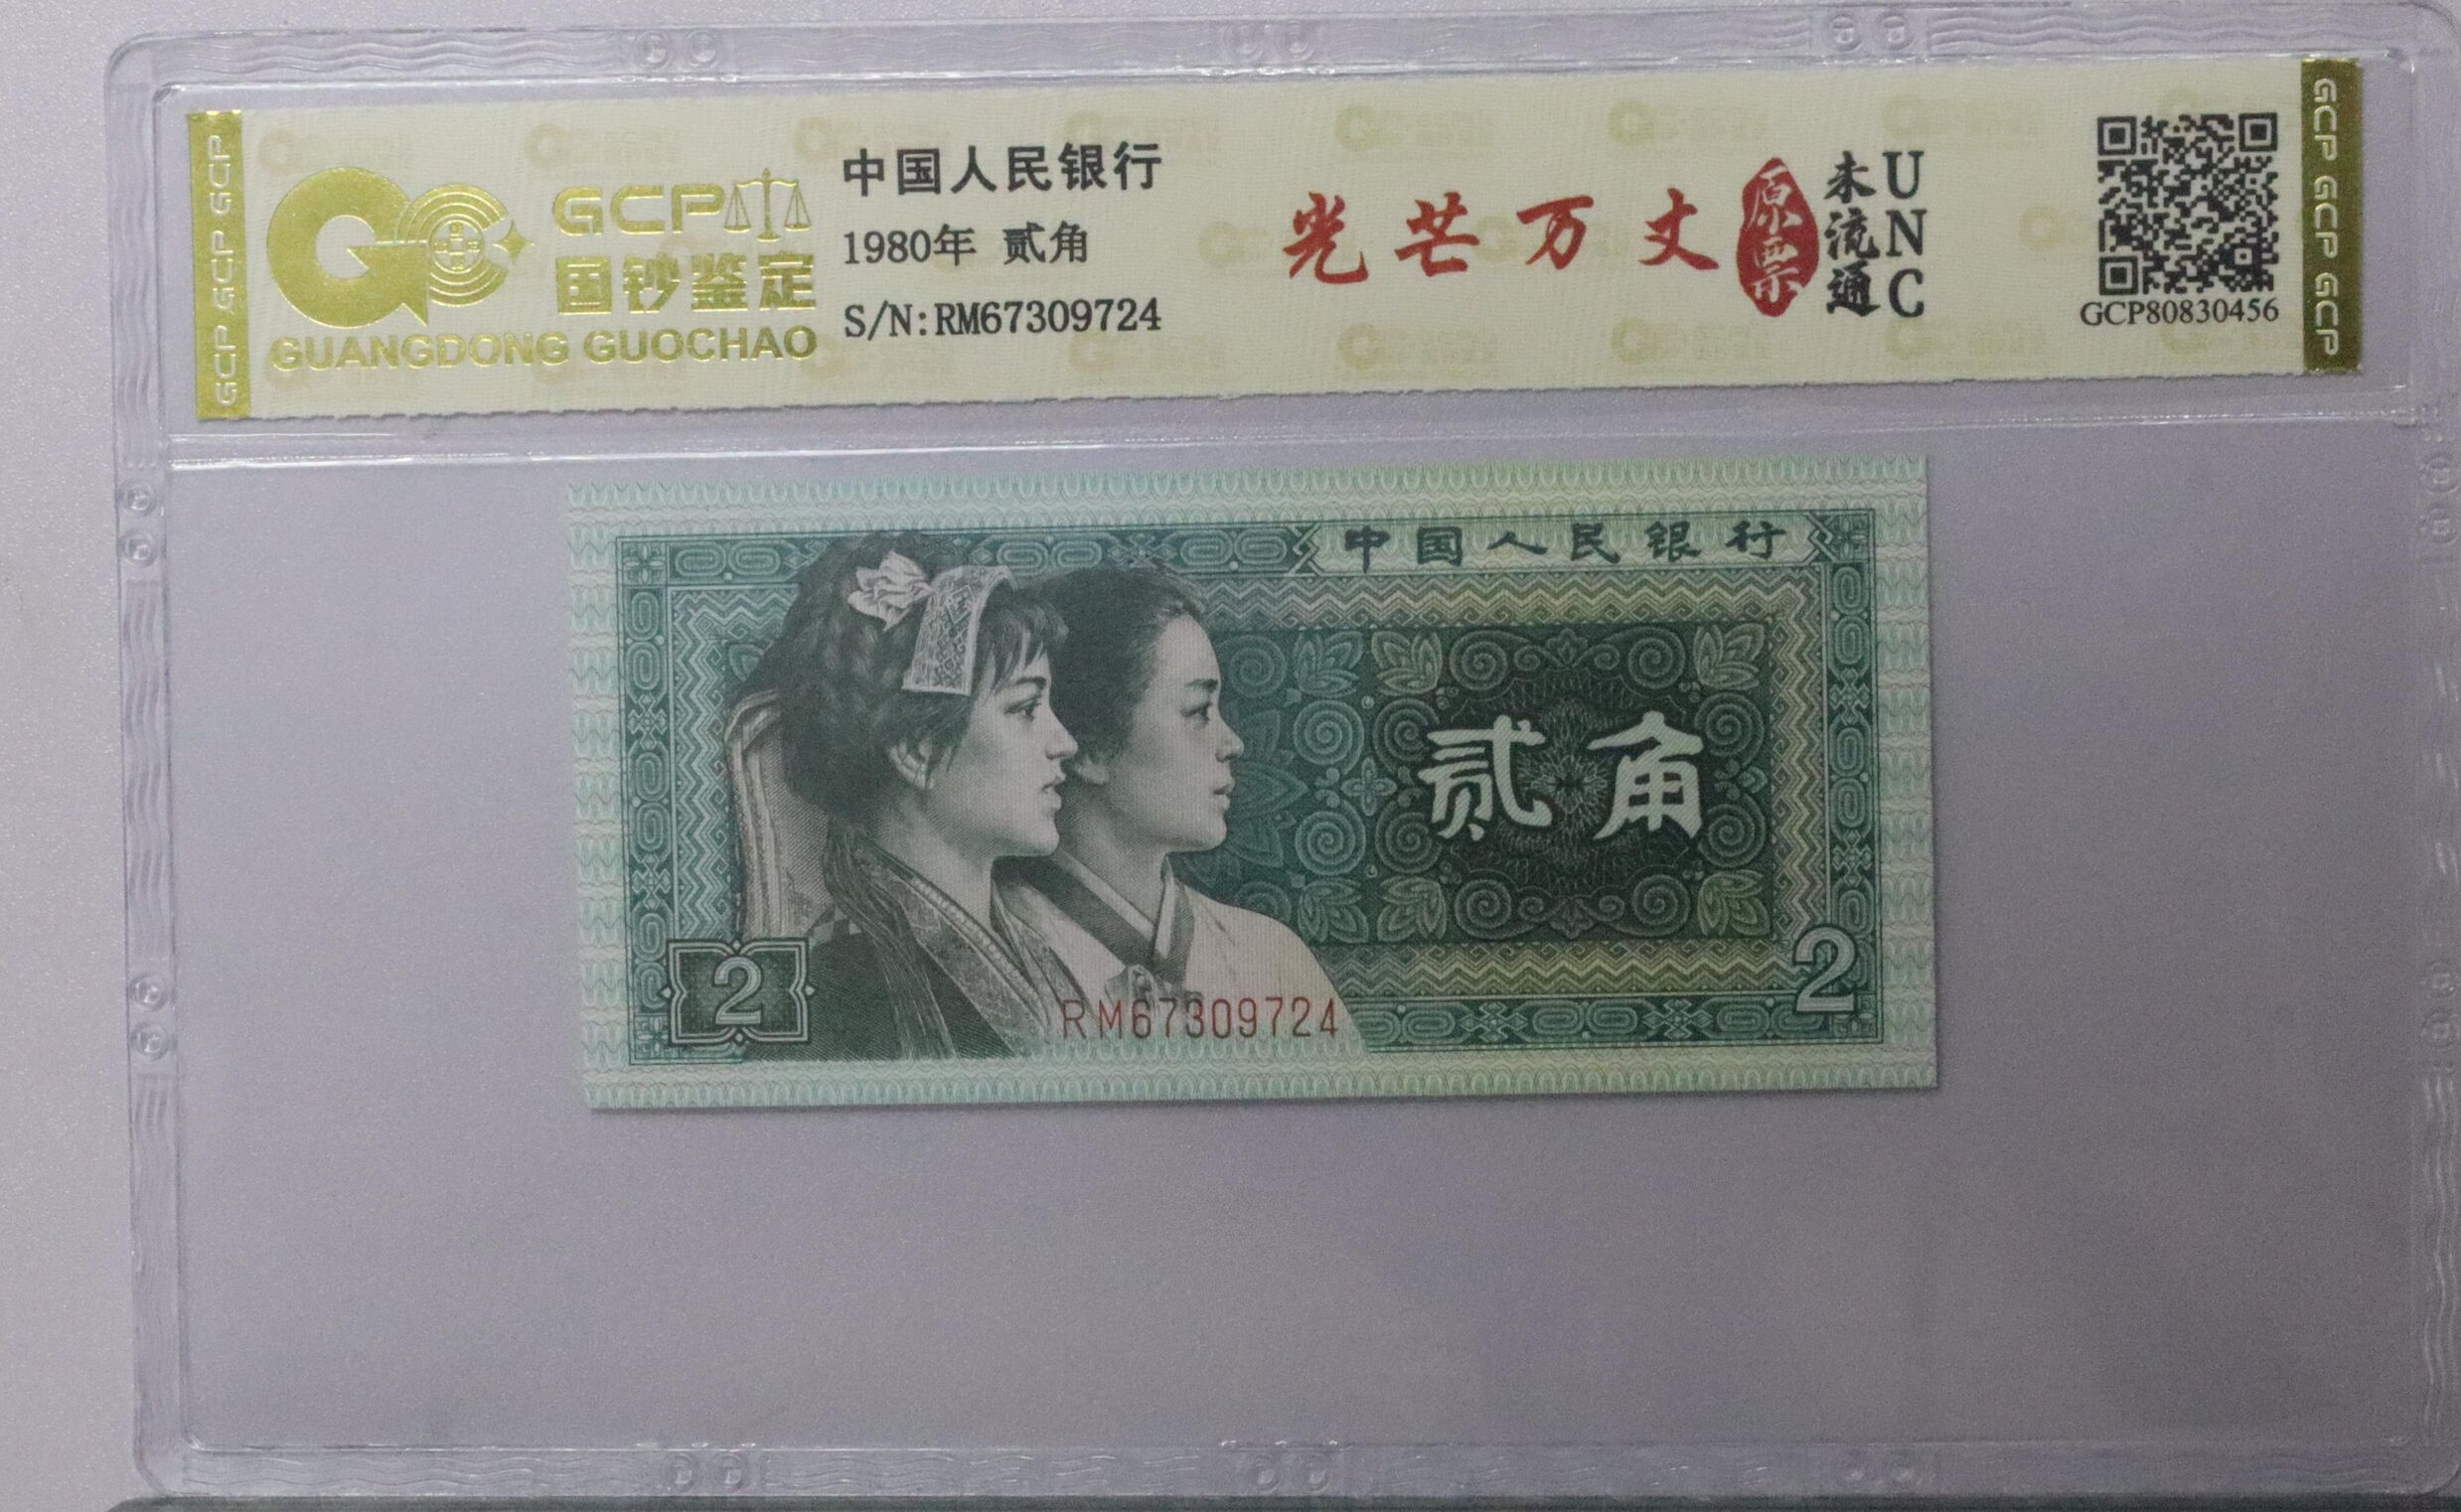 GCP GCP GCP
GCP
国钞鉴定
GUANGDONG GUOCHAO
中国人民银行
1980年 贰角
S/N:RM67309724
光芒万丈
原票
未流通
UNC
GCP80830456
GCP GCP GCP
中国人民银行
贰角
2
2
RM67309724